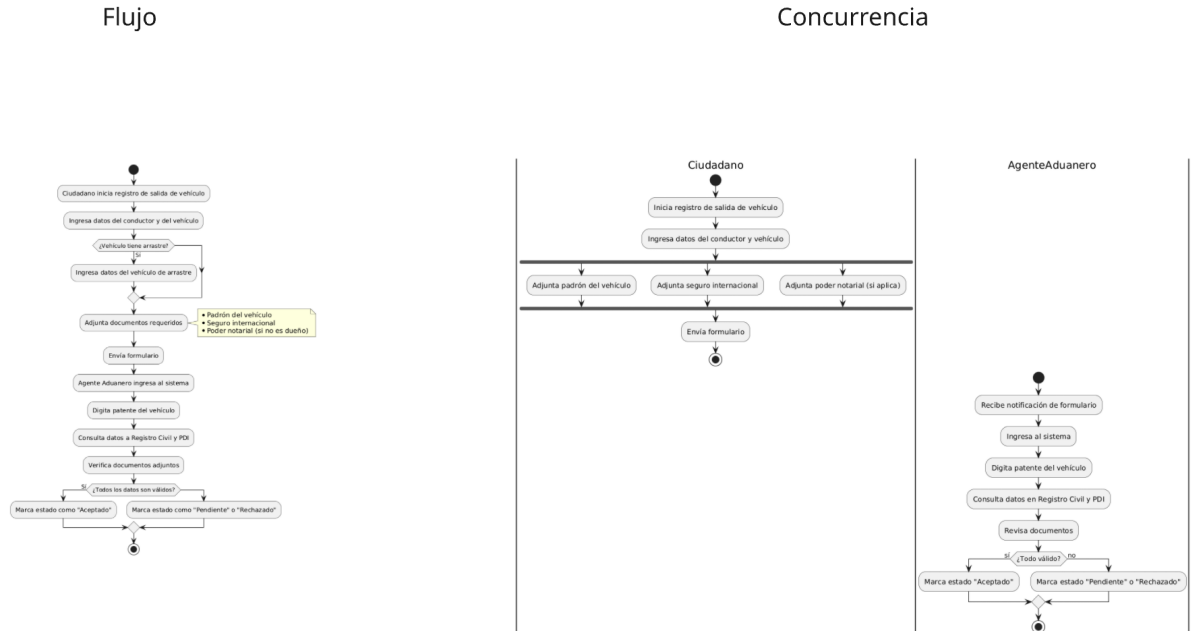 Flujo
Concurrencia
Ciudadano inicia registro de salida de vehículo
Ingresa datos del conductor y del vehículo
¿Vehículo tiene arrastre?
Sí
Ingresa datos del vehículo de arrastre
Adjunta documentos requeridos
• Padrón del vehículo
• Seguro internacional
• Poder notarial (si no es dueño)
Envía formulario
Agente Aduanero ingresa al sistema
Digita patente del vehículo
Consulta datos a Registro Civil y PDI
Verifica documentos adjuntos
sí
¿Todos los datos son válidos?
Marca estado como "Aceptado"
Marca estado como "Pendiente" o "Rechazado"
Ciudadano
Inicia registro de salida de vehículo
Ingresa datos del conductor y vehículo
Adjunta padrón del vehículo
Adjunta seguro internacional
Adjunta poder notarial (si aplica)
Envía formulario
AgenteAduanero
Recibe notificación de formulario
Ingresa al sistema
Digita patente del vehículo
Consulta datos en Registro Civil y PDI
Revisa documentos
sí
¿Todo válido?
no
Marca estado "Aceptado"
Marca estado "Pendiente" o "Rechazado"